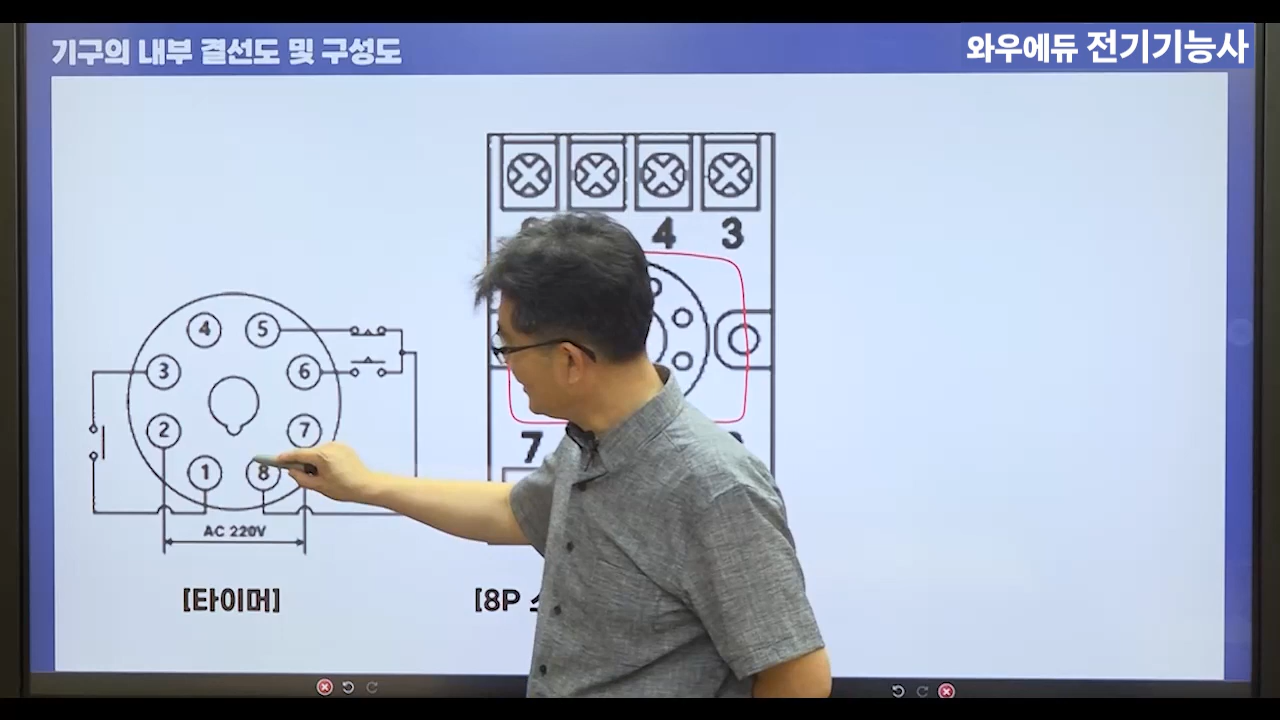 기구의 내부 결선도 및 구성도
와우에듀 전기기능사
4 3
4 5
3 6
2 7
1 8
7
AC 220V
[타이머]
[8P